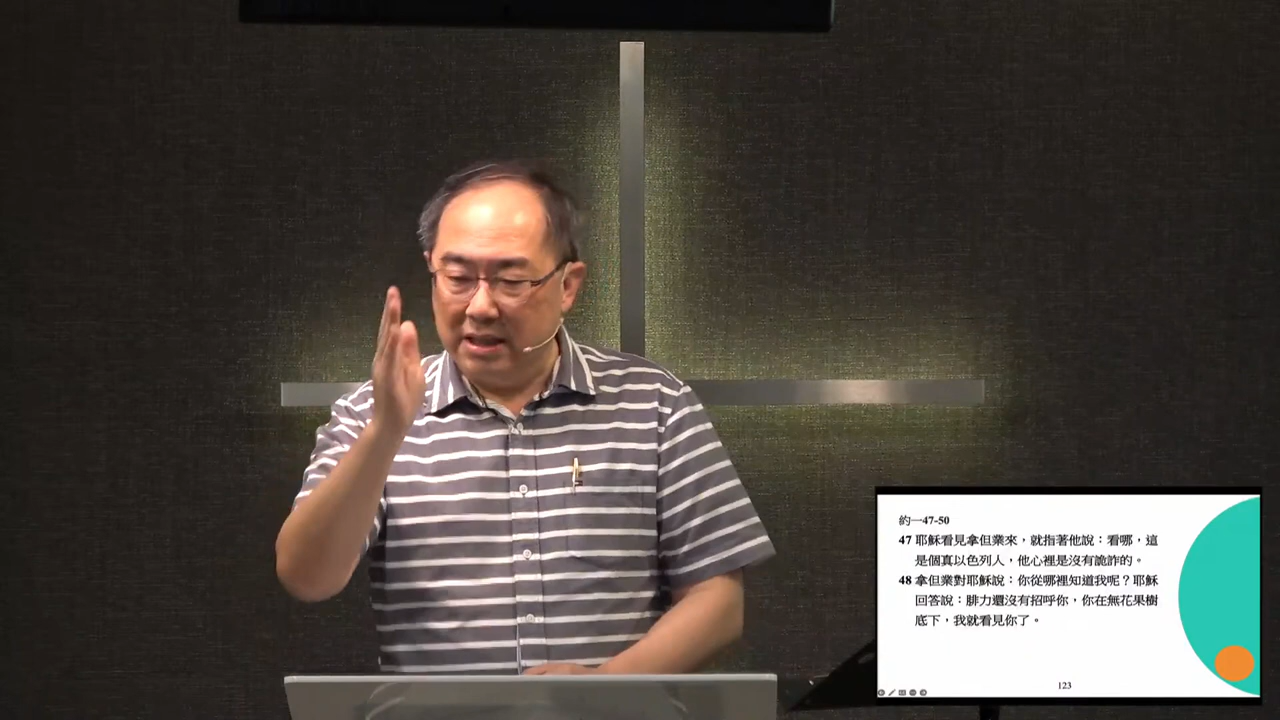 約一47-50
47 耶穌看見拿但業來，就指著他說：看哪，這
是個真以色列人，他心裡是沒有詭詐的。
48 拿但業對耶穌說：你從哪裡知道我呢？耶穌
回答說：腓力還沒有招呼你，你在無花果樹
底下，我就看見你了。
123